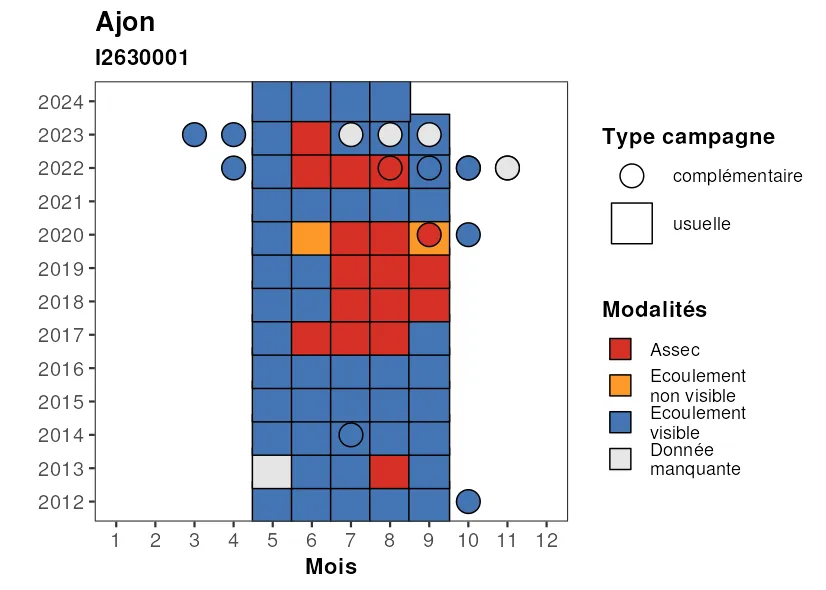 Ajon
I2630001
2024
2023
2022
2021
2020
2019
2018
2017
2016
2015
2014
2013
2012
1 2 3 4 5 6 7 8 9 10 11 12
Mois
Type campagne
complémentaire
usuelle
Modalités
Assec
Ecoulement
non visible
Ecoulement
visible
Donnée
manquante